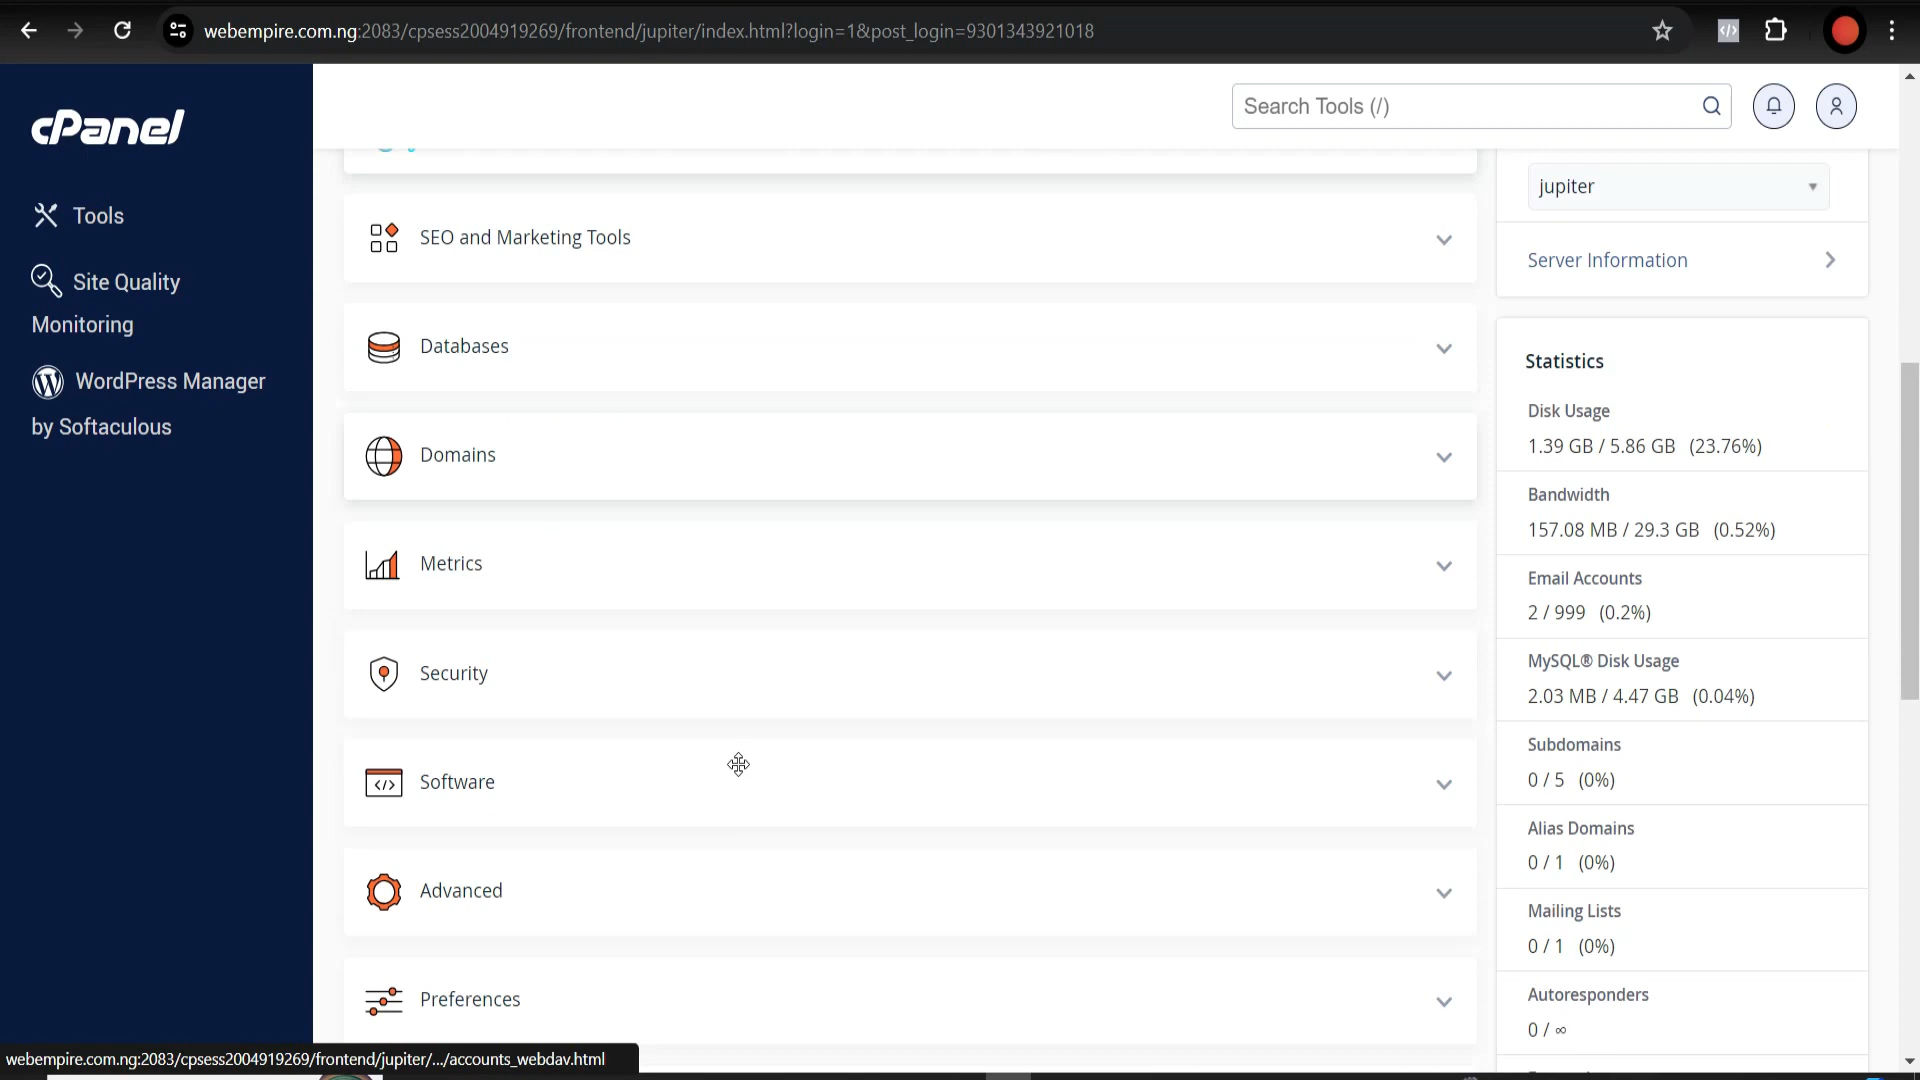 webempire.com.ng:2083/cpsess2004919269/frontend/jupiter/index.html?login=1&post_login=9301343921018
cPanel
Search Tools (/)
Tools
Site Quality
Monitoring
WordPress Manager
by Softaculous
SEO and Marketing Tools
Databases
Domains
Metrics
Security
Software
Advanced
Preferences
jupiter
Server Information
Statistics
Disk Usage
1.39 GB / 5.86 GB (23.76%)
Bandwidth
157.08 MB / 29.3 GB (0.52%)
Email Accounts
2 / 999 (0.2%)
MySQL® Disk Usage
2.03 MB / 4.47 GB (0.04%)
Subdomains
0 / 5 (0%)
Alias Domains
0 / 1 (0%)
Mailing Lists
0 / 1 (0%)
Autoresponders
0 / ∞
webempire.com.ng:2083/cpsess2004919269/frontend/jupiter/.../accounts_webdav.html